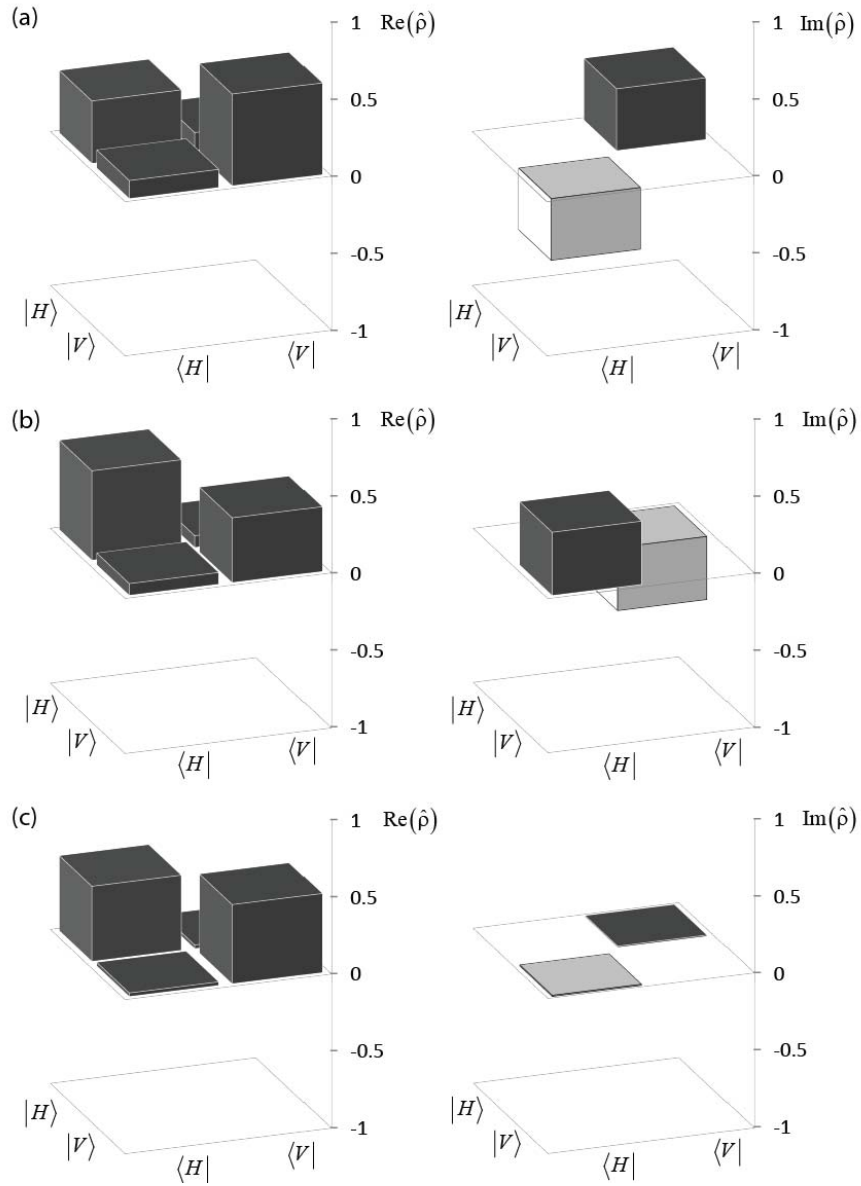 (a)
1 Re(ρ̂)
0.5
0
-0.5
-1
|H⟩
|V⟩
⟨H| ⟨V|
1 Im(ρ̂)
0.5
0
-0.5
-1
|H⟩
|V⟩
⟨H| ⟨V|
(b)
1 Re(ρ̂)
0.5
0
-0.5
-1
|H⟩
|V⟩
⟨H| ⟨V|
1 Im(ρ̂)
0.5
0
-0.5
-1
|H⟩
|V⟩
⟨H| ⟨V|
(c)
1 Re(ρ̂)
0.5
0
-0.5
-1
|H⟩
|V⟩
⟨H| ⟨V|
1 Im(ρ̂)
0.5
0
-0.5
-1
|H⟩
|V⟩
⟨H| ⟨V|